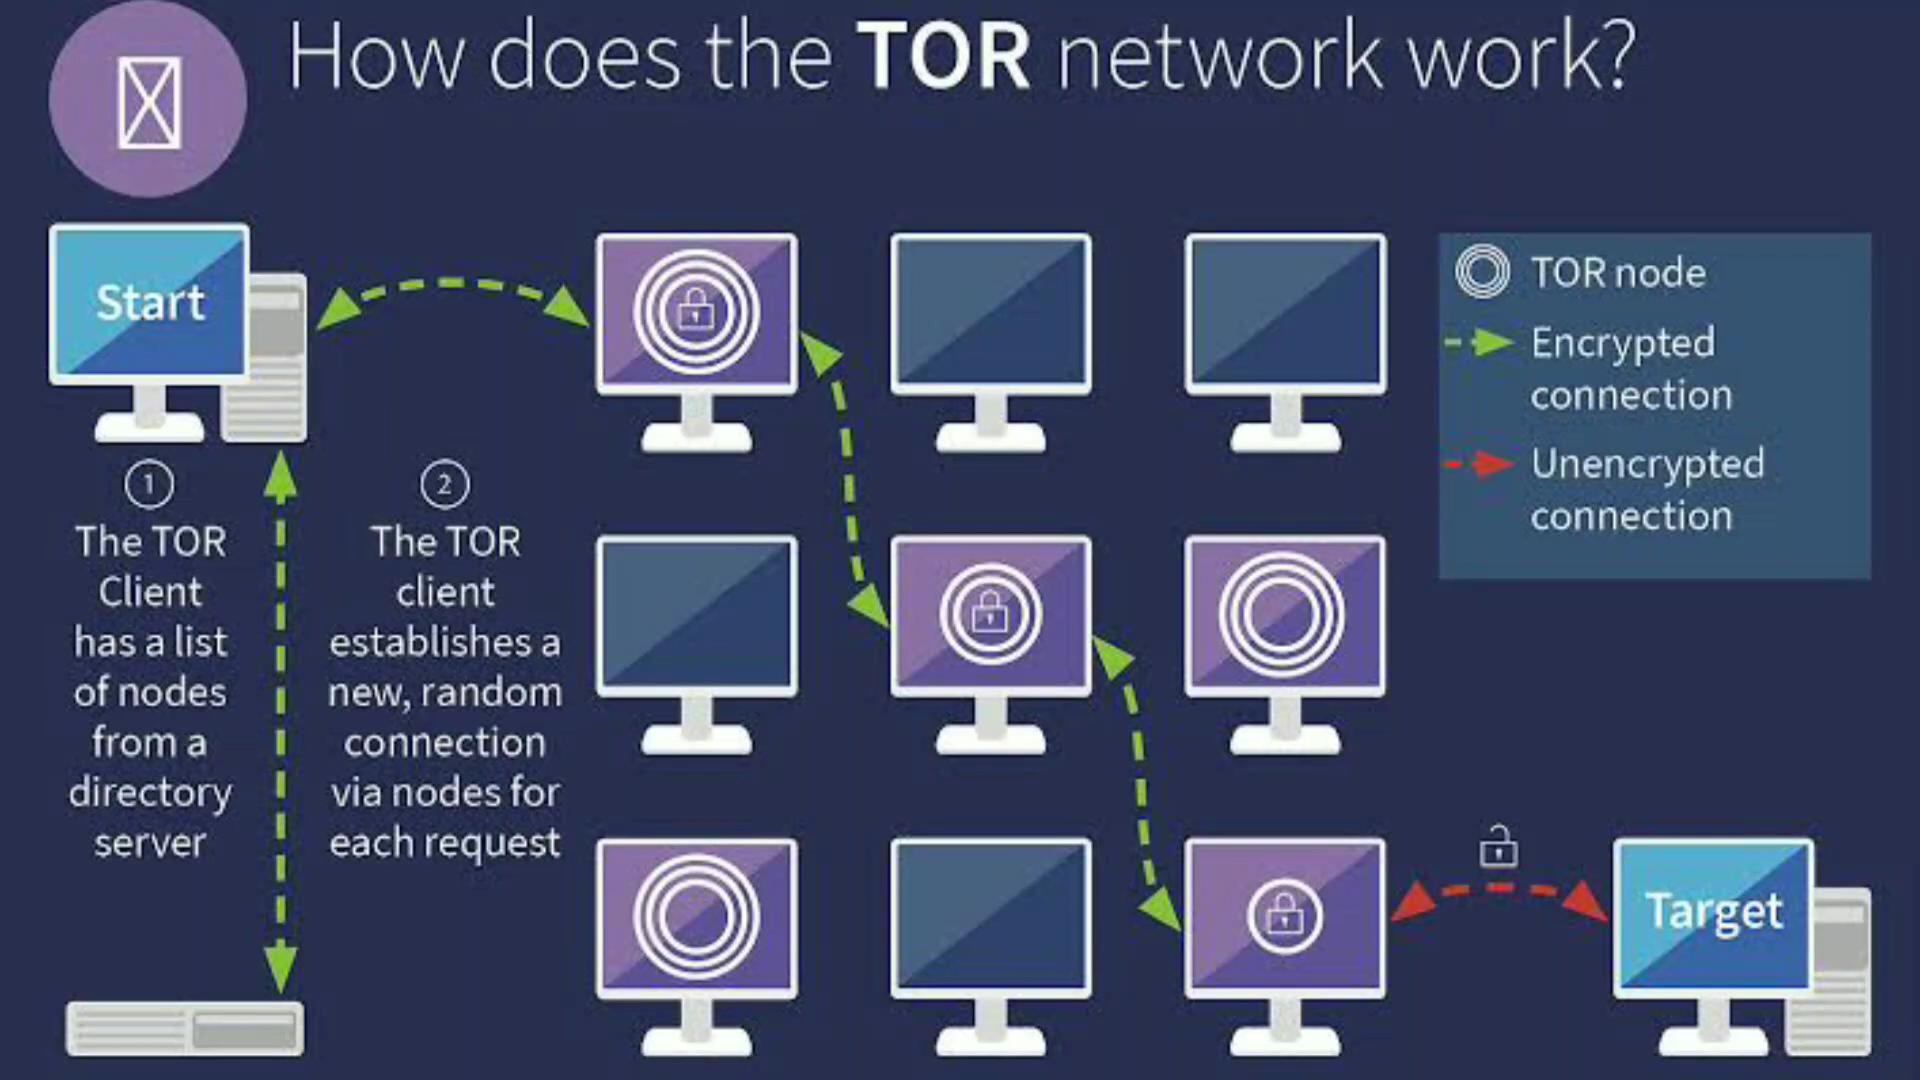 How does the TOR network work?
Start
TOR node
Encrypted
connection
Unencrypted
connection
1
The TOR
Client
has a list
of nodes
from a
directory
server
2
The TOR
client
establishes a
new, random
connection
via nodes for
each request
Target